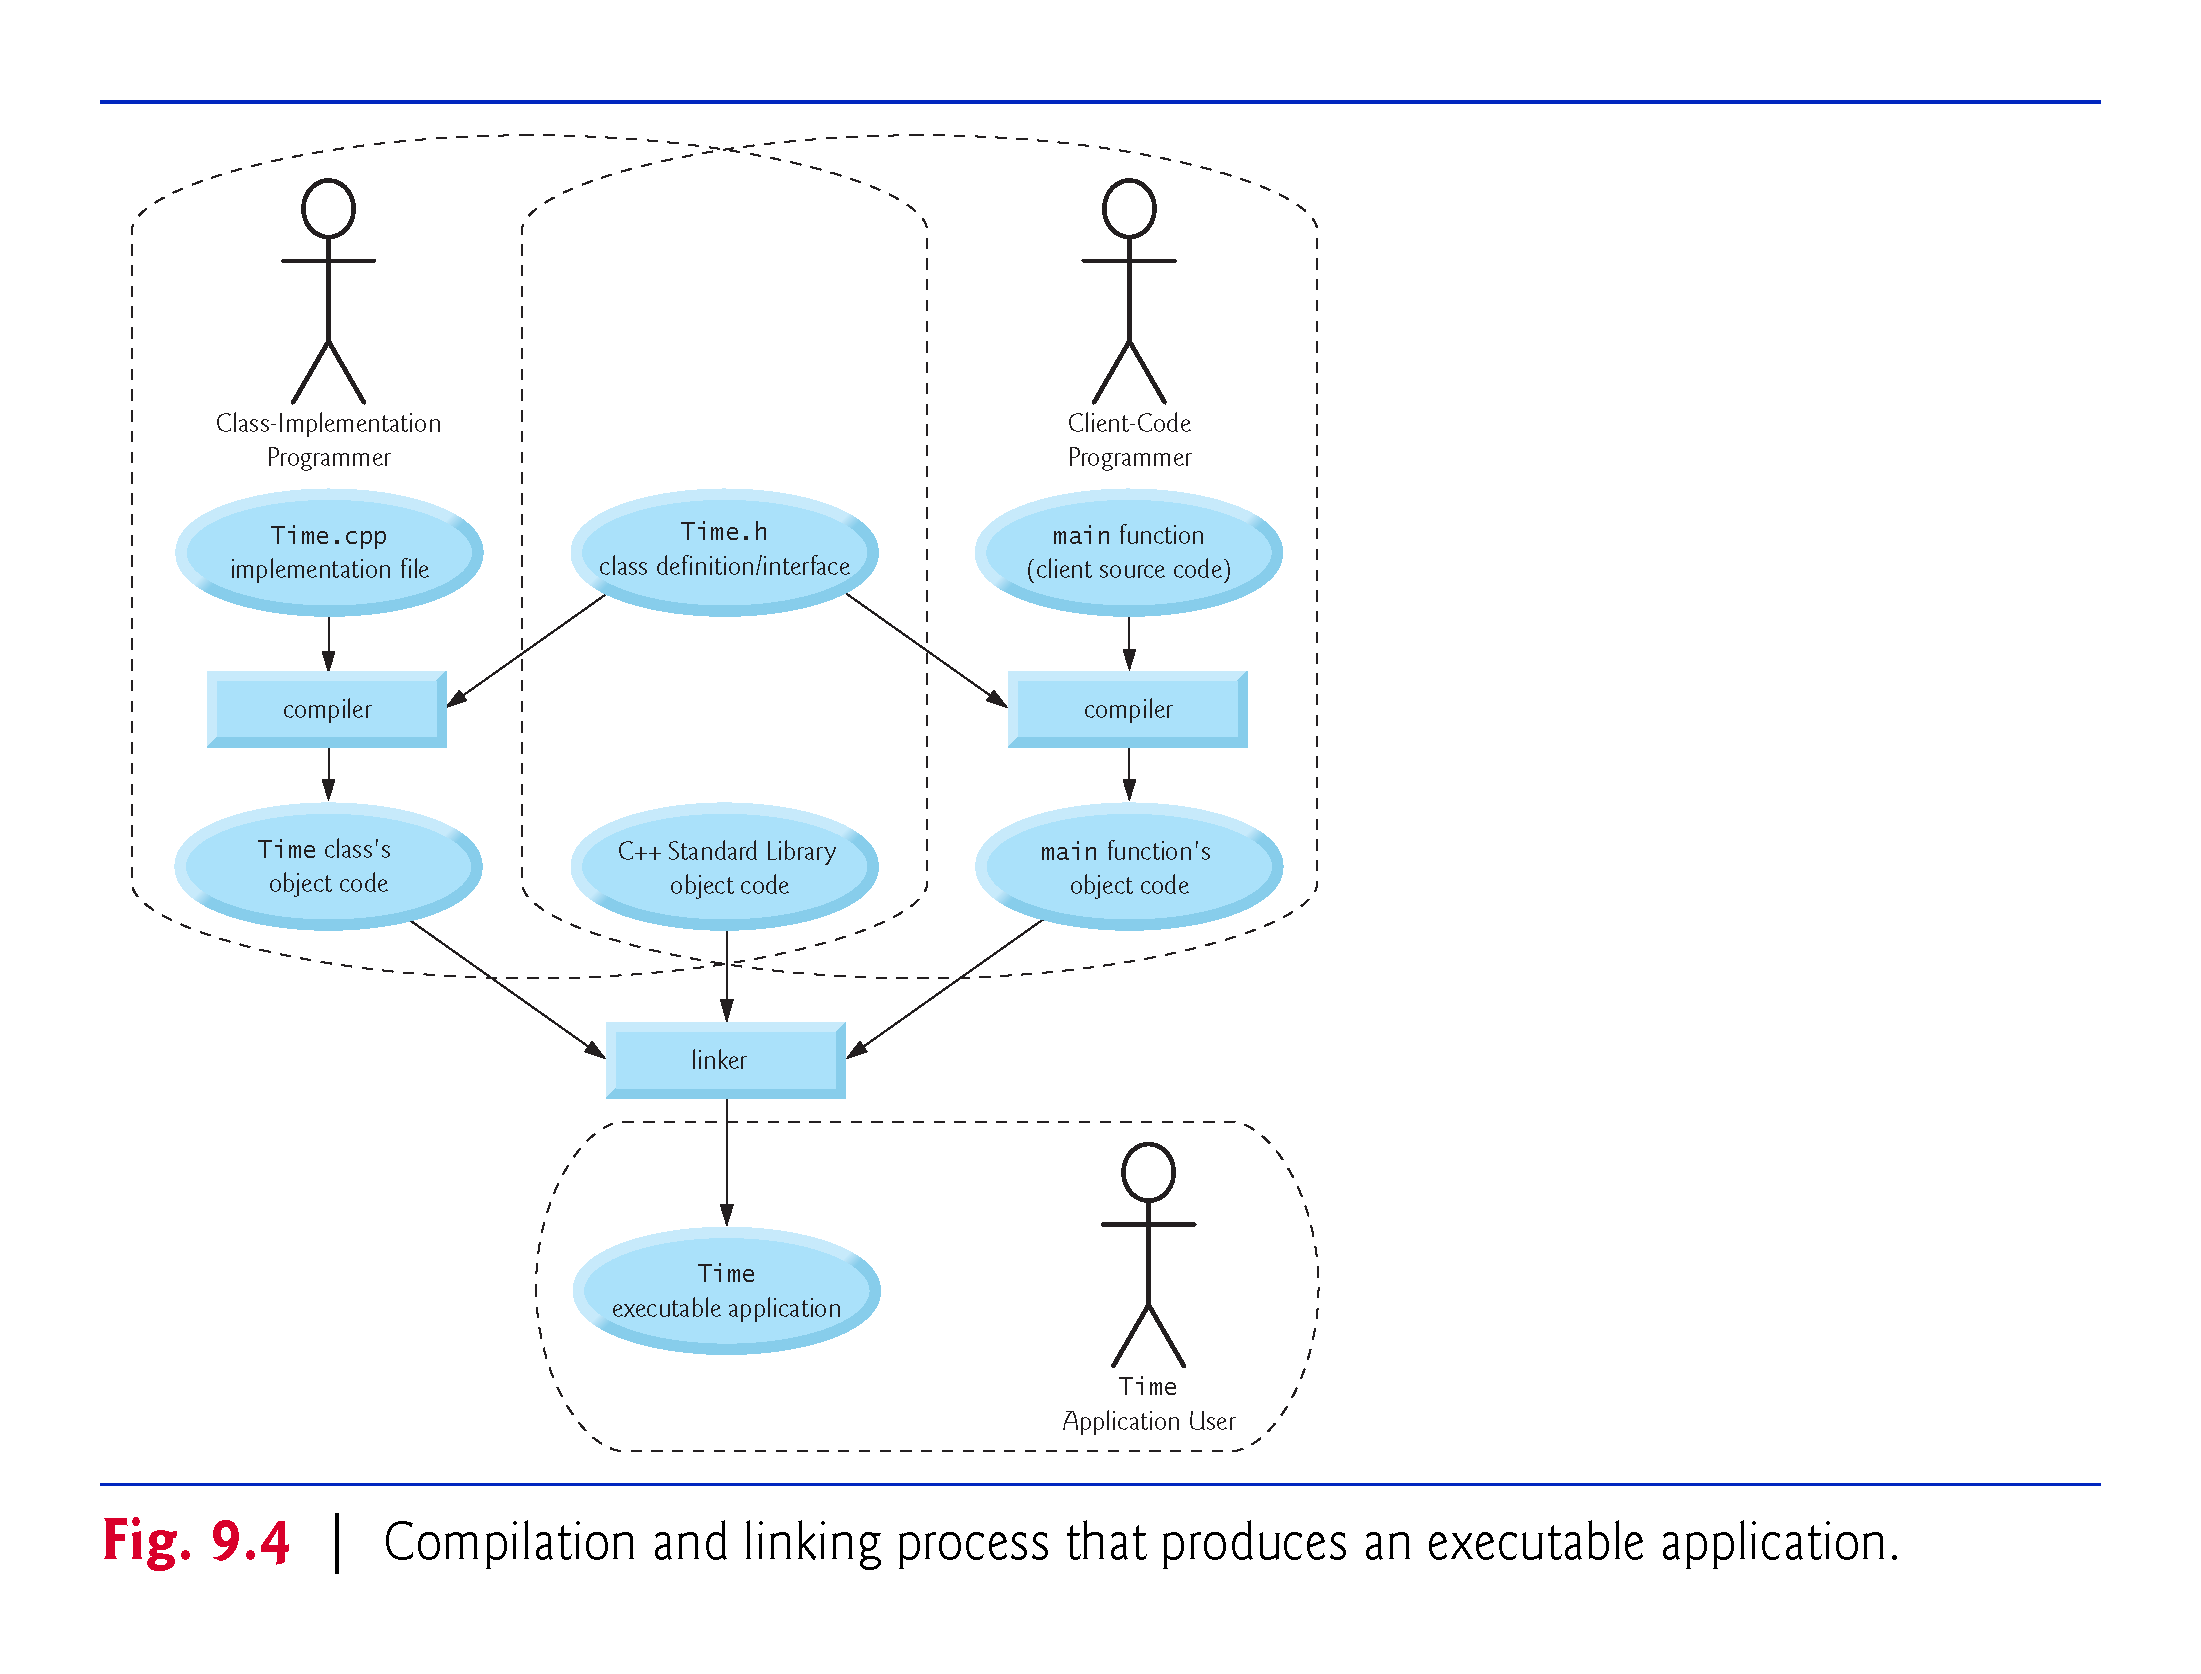 Class-Implementation
Programmer
Client-Code
Programmer
Time.cpp
implementation file
Time.h
class definition/interface
main function
(client source code)
compiler
compiler
Time class's
object code
C++ Standard Library
object code
main function's
object code
linker
Time
executable application
Time
Application User
Fig. 9.4 | Compilation and linking process that produces an executable application.